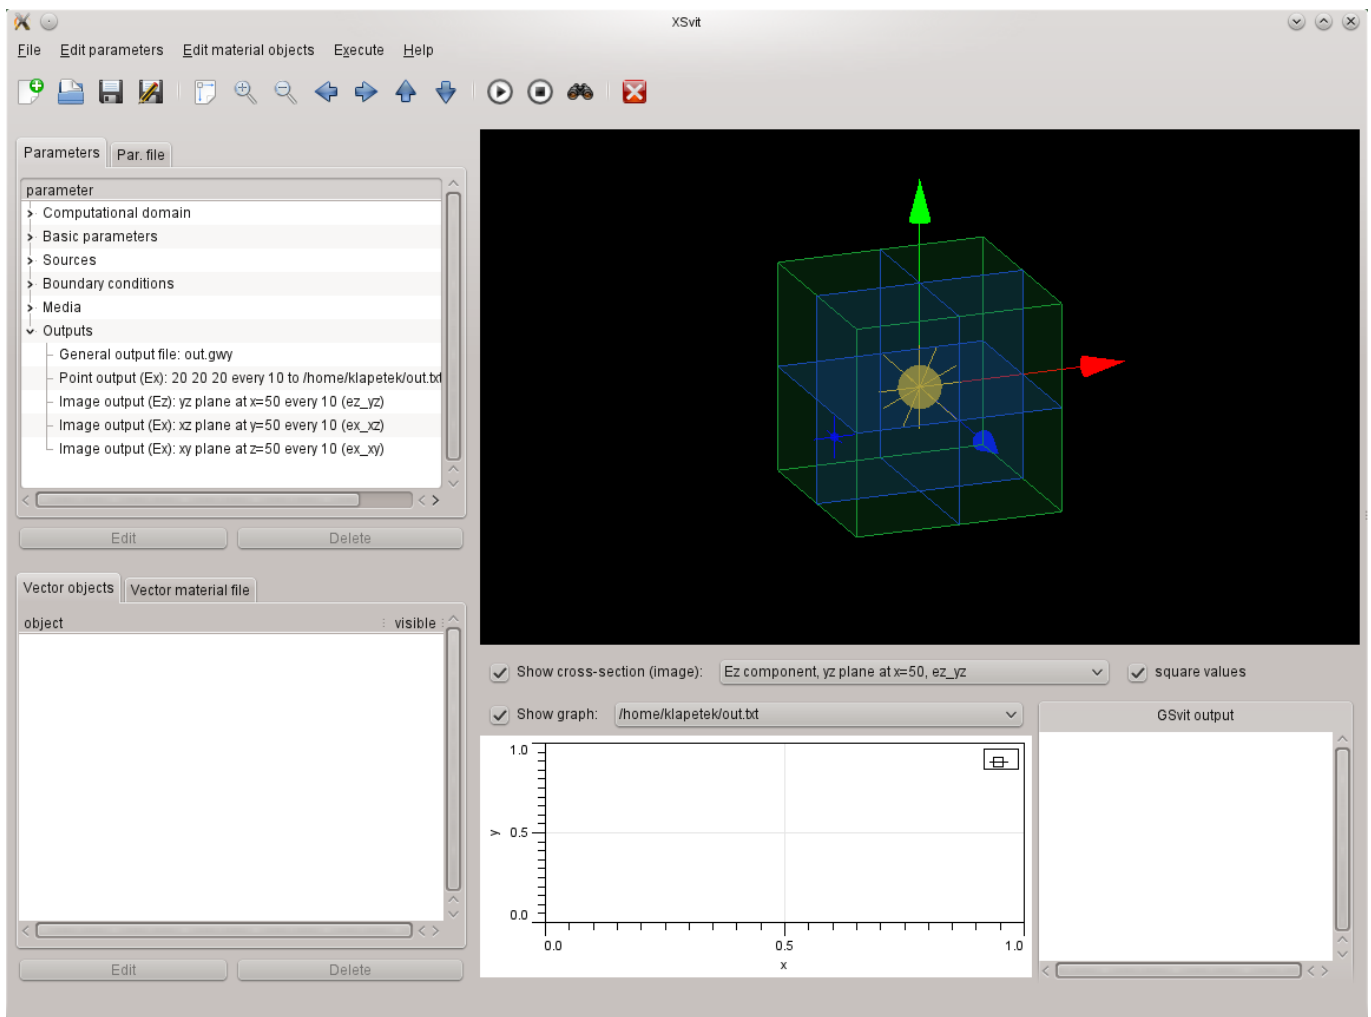 XSvit
File Edit parameters Edit material objects Execute Help
Parameters Par. file
parameter
Computational domain
Basic parameters
Sources
Boundary conditions
Media
Outputs
General output file: out.gwy
Point output (Ex): 20 20 20 every 10 to /home/klapetek/out.txt
Image output (Ez): yz plane at x=50 every 10 (ez_yz)
Image output (Ex): xz plane at y=50 every 10 (ex_xz)
Image output (Ex): xy plane at z=50 every 10 (ex_xy)
Edit Delete
Vector objects Vector material file
object visible
Edit Delete
Show cross-section (image): Ez component, yz plane at x=50, ez_yz square values
Show graph: /home/klapetek/out.txt
GSvit output
1.0
y 0.5
0.0
0.0 0.5 1.0
x